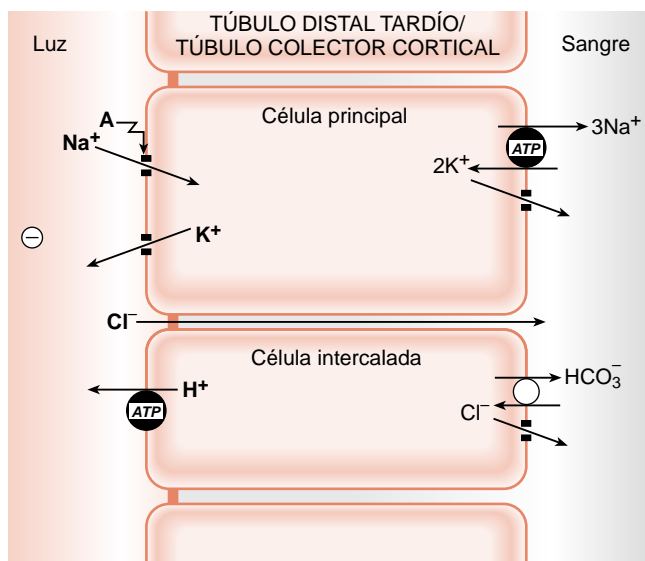 TÚBULO DISTAL TARDÍO/
TÚBULO COLECTOR CORTICAL
Luz
Sangre
Célula principal
A
Na⁺
3Na⁺
ATP
2K⁺
K⁺
−
Cl⁻
Célula intercalada
H⁺
ATP
HCO₃⁻
Cl⁻